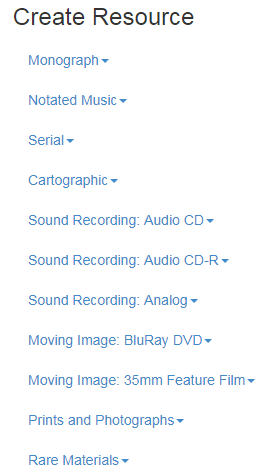 Create Resource
Monograph
Notated Music
Serial
Cartographic
Sound Recording: Audio CD
Sound Recording: Audio CD-R
Sound Recording: Analog
Moving Image: BluRay DVD
Moving Image: 35mm Feature Film
Prints and Photographs
Rare Materials